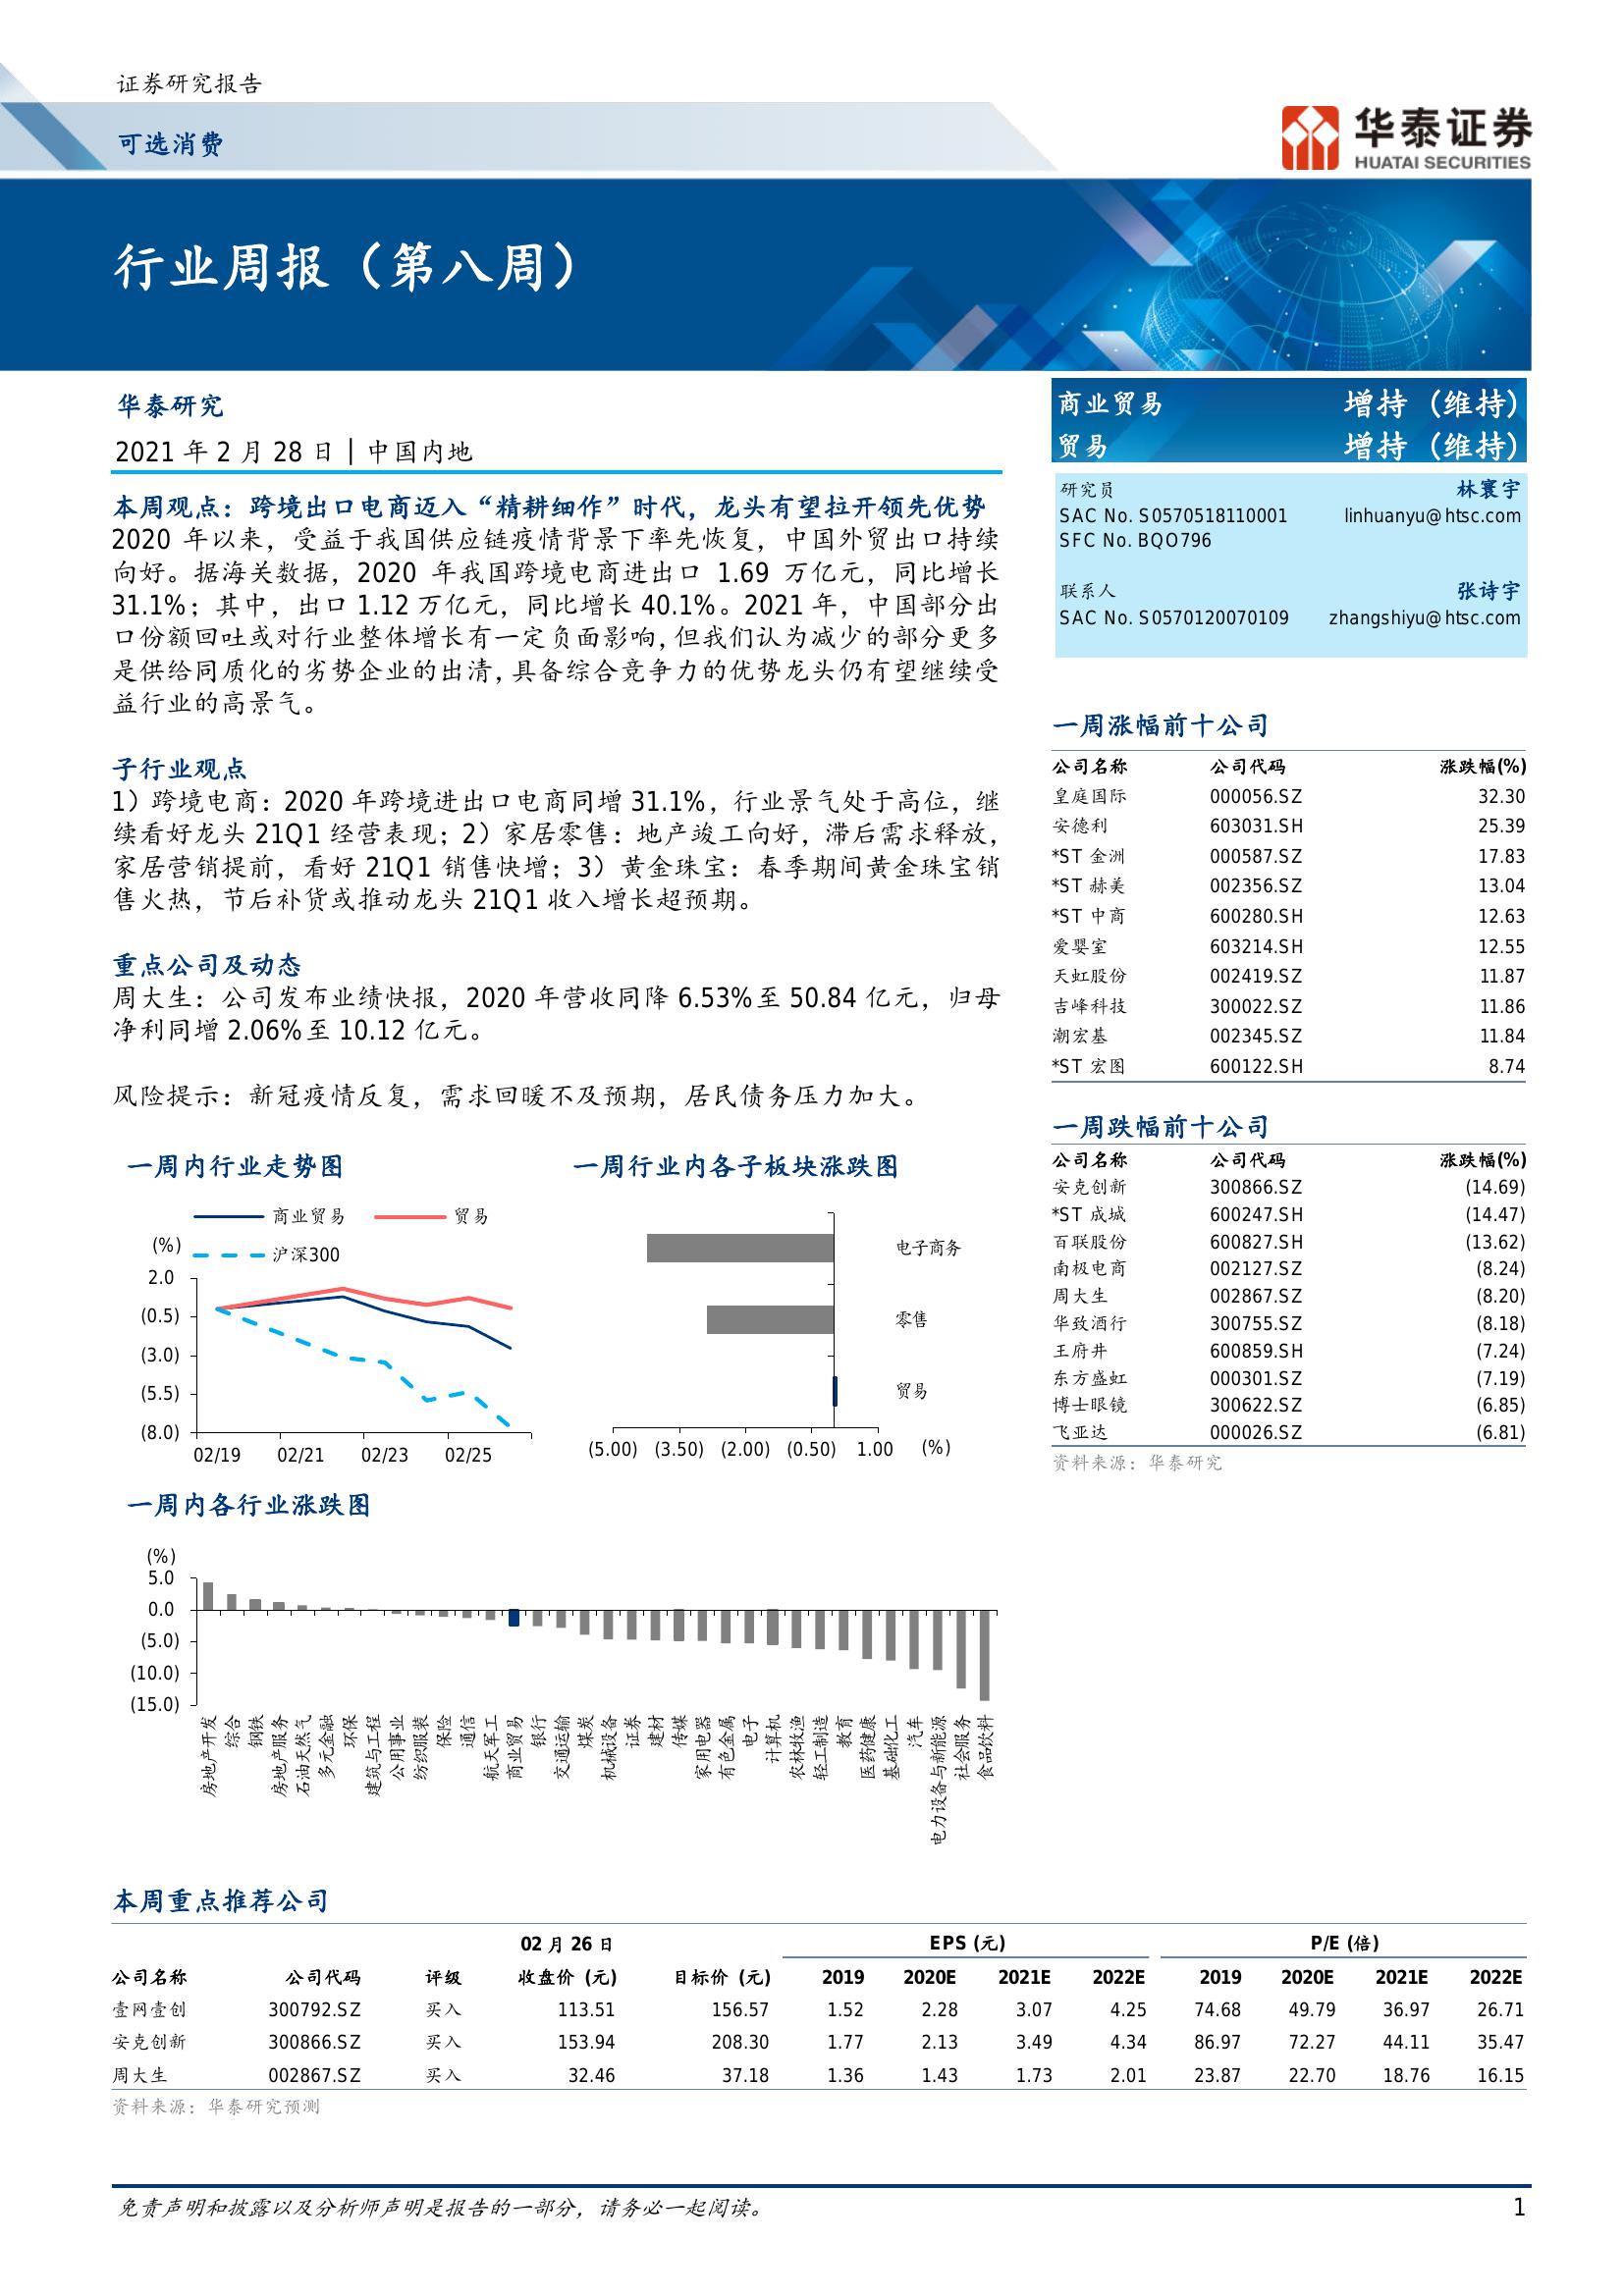 证券研究报告
可选消费
华泰证券
HUATAI SECURITIES
行业周报（第八周）
华泰研究
2021 年 2 月 28 日│中国内地
本周观点：跨境出口电商迈入“精耕细作”时代，龙头有望拉开领先优势
2020 年以来，受益于我国供应链疫情背景下率先恢复，中国外贸出口持续
向好。据海关数据，2020 年我国跨境电商进出口 1.69 万亿元，同比增长
31.1%；其中，出口 1.12 万亿元，同比增长 40.1%。2021 年，中国部分出
口份额回吐或对行业整体增长有一定负面影响，但我们认为减少的部分更多
是供给同质化的劣势企业的出清，具备综合竞争力的优势龙头仍有望继续受
益行业的高景气。
子行业观点
1）跨境电商：2020 年跨境进出口电商同增 31.1%，行业景气处于高位，继
续看好龙头 21Q1 经营表现；2）家居零售：地产竣工向好，滞后需求释放，
家居营销提前，看好 21Q1 销售快增；3）黄金珠宝：春季期间黄金珠宝销
售火热，节后补货或推动龙头 21Q1 收入增长超预期。
重点公司及动态
周大生：公司发布业绩快报，2020 年营收同降 6.53%至 50.84 亿元，归母
净利同增 2.06%至 10.12 亿元。
风险提示：新冠疫情反复，需求回暖不及预期，居民债务压力加大。
商业贸易 增持 (维持)
贸易 增持 (维持)
研究员 林寰宇
SAC No. S0570518110001 linhuanyu@htsc.com
SFC No. BQO796
联系人 张诗宇
SAC No. S0570120070109 zhangshiyu@htsc.com
一周涨幅前十公司
公司名称 公司代码 涨跌幅(%)
皇庭国际 000056.SZ 32.30
安德利 603031.SH 25.39
*ST 金洲 000587.SZ 17.83
*ST 赫美 002356.SZ 13.04
*ST 中商 600280.SH 12.63
爱婴室 603214.SH 12.55
天虹股份 002419.SZ 11.87
吉峰科技 300022.SZ 11.86
潮宏基 002345.SZ 11.84
*ST 宏图 600122.SH 8.74
一周跌幅前十公司
公司名称 公司代码 涨跌幅(%)
安克创新 300866.SZ (14.69)
*ST 成城 600247.SH (14.47)
百联股份 600827.SH (13.62)
南极电商 002127.SZ (8.24)
周大生 002867.SZ (8.20)
华致酒行 300755.SZ (8.18)
王府井 600859.SH (7.24)
东方盛虹 000301.SZ (7.19)
博士眼镜 300622.SZ (6.85)
飞亚达 000026.SZ (6.81)
资料来源：华泰研究
一周内行业走势图
商业贸易 贸易
(%) 沪深300
2.0
(0.5)
(3.0)
(5.5)
(8.0)
02/19 02/21 02/23 02/25
一周行业内各子板块涨跌图
电子商务
零售
贸易
(5.00) (3.50) (2.00) (0.50) 1.00 (%)
一周内各行业涨跌图
(%)
5.0
0.0
(5.0)
(10.0)
(15.0)
房地产开发
综合
钢铁
房地产服务
石油天然气
多元金融
环保
建筑与工程
公用事业
纺织服装
保险
通信
航天军工
商业贸易
银行
交通运输
煤炭
机械设备
证券
建材
传媒
家用电器
有色金属
电子
计算机
农林牧渔
轻工制造
教育
医药健康
基础化工
汽车
电力设备与新能源
社会服务
食品饮料
本周重点推荐公司
02 月 26 日 EPS (元) P/E (倍)
公司名称 公司代码 评级 收盘价 (元) 目标价 (元) 2019 2020E 2021E 2022E 2019 2020E 2021E 2022E
壹网壹创 300792.SZ 买入 113.51 156.57 1.52 2.28 3.07 4.25 74.68 49.79 36.97 26.71
安克创新 300866.SZ 买入 153.94 208.30 1.77 2.13 3.49 4.34 86.97 72.27 44.11 35.47
周大生 002867.SZ 买入 32.46 37.18 1.36 1.43 1.73 2.01 23.87 22.70 18.76 16.15
资料来源：华泰研究预测
免责声明和披露以及分析师声明是报告的一部分，请务必一起阅读。 1